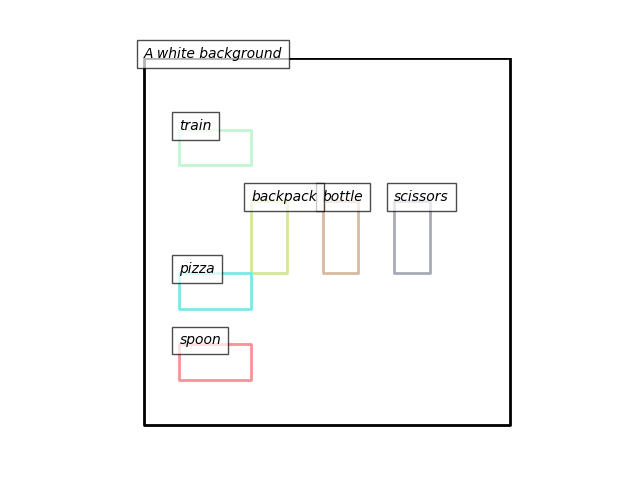 A white background
train
backpack
bottle
scissors
pizza
spoon